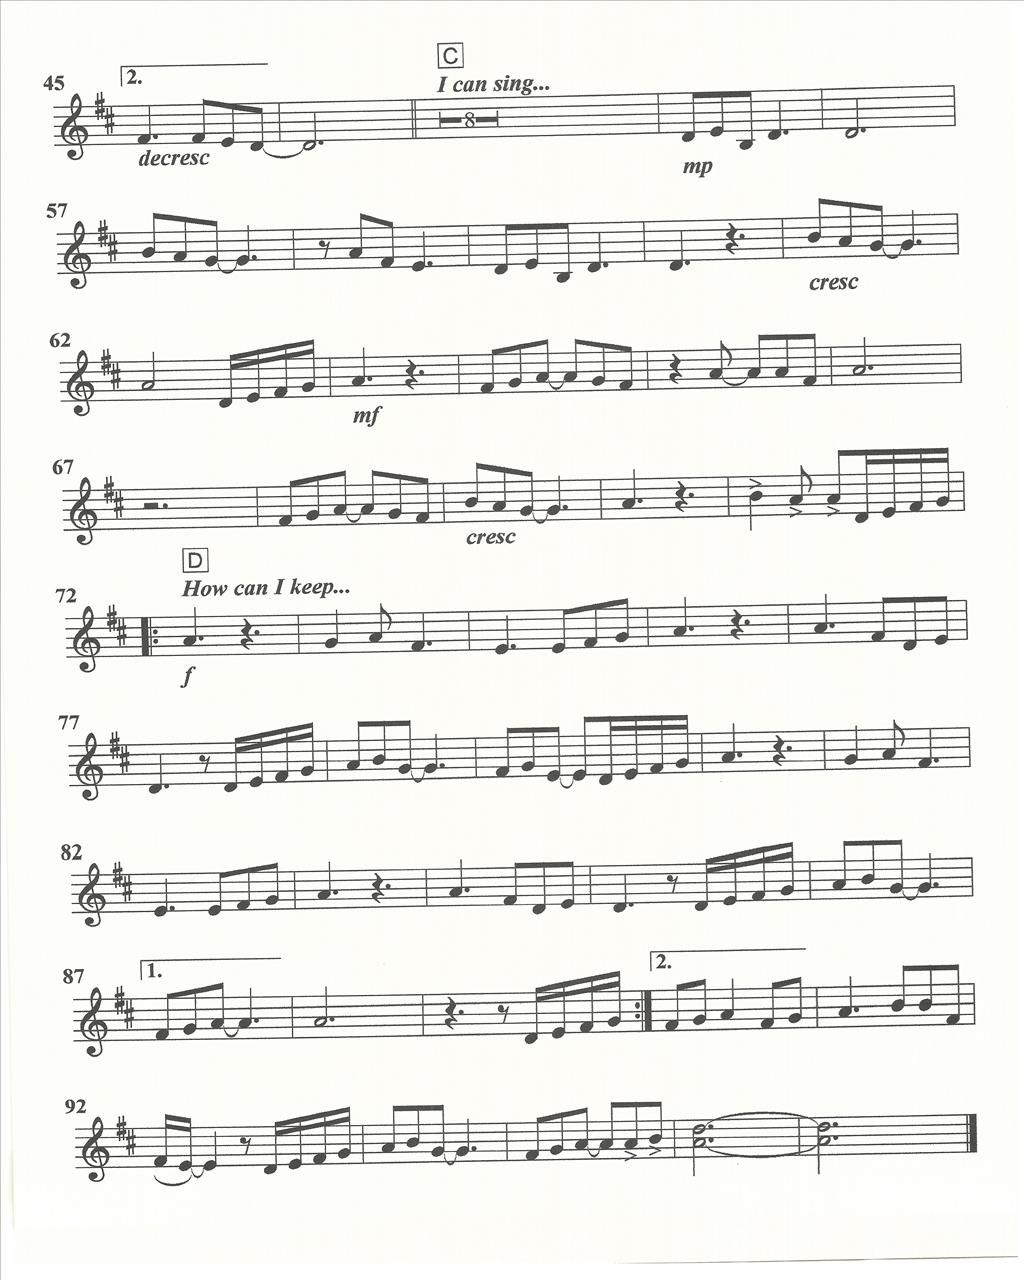 C
2.
I can sing...
45
8
decresc
mp
57
cresc
62
mf
67
cresc
D
How can I keep...
72
f
77
82
1.
2.
87
92